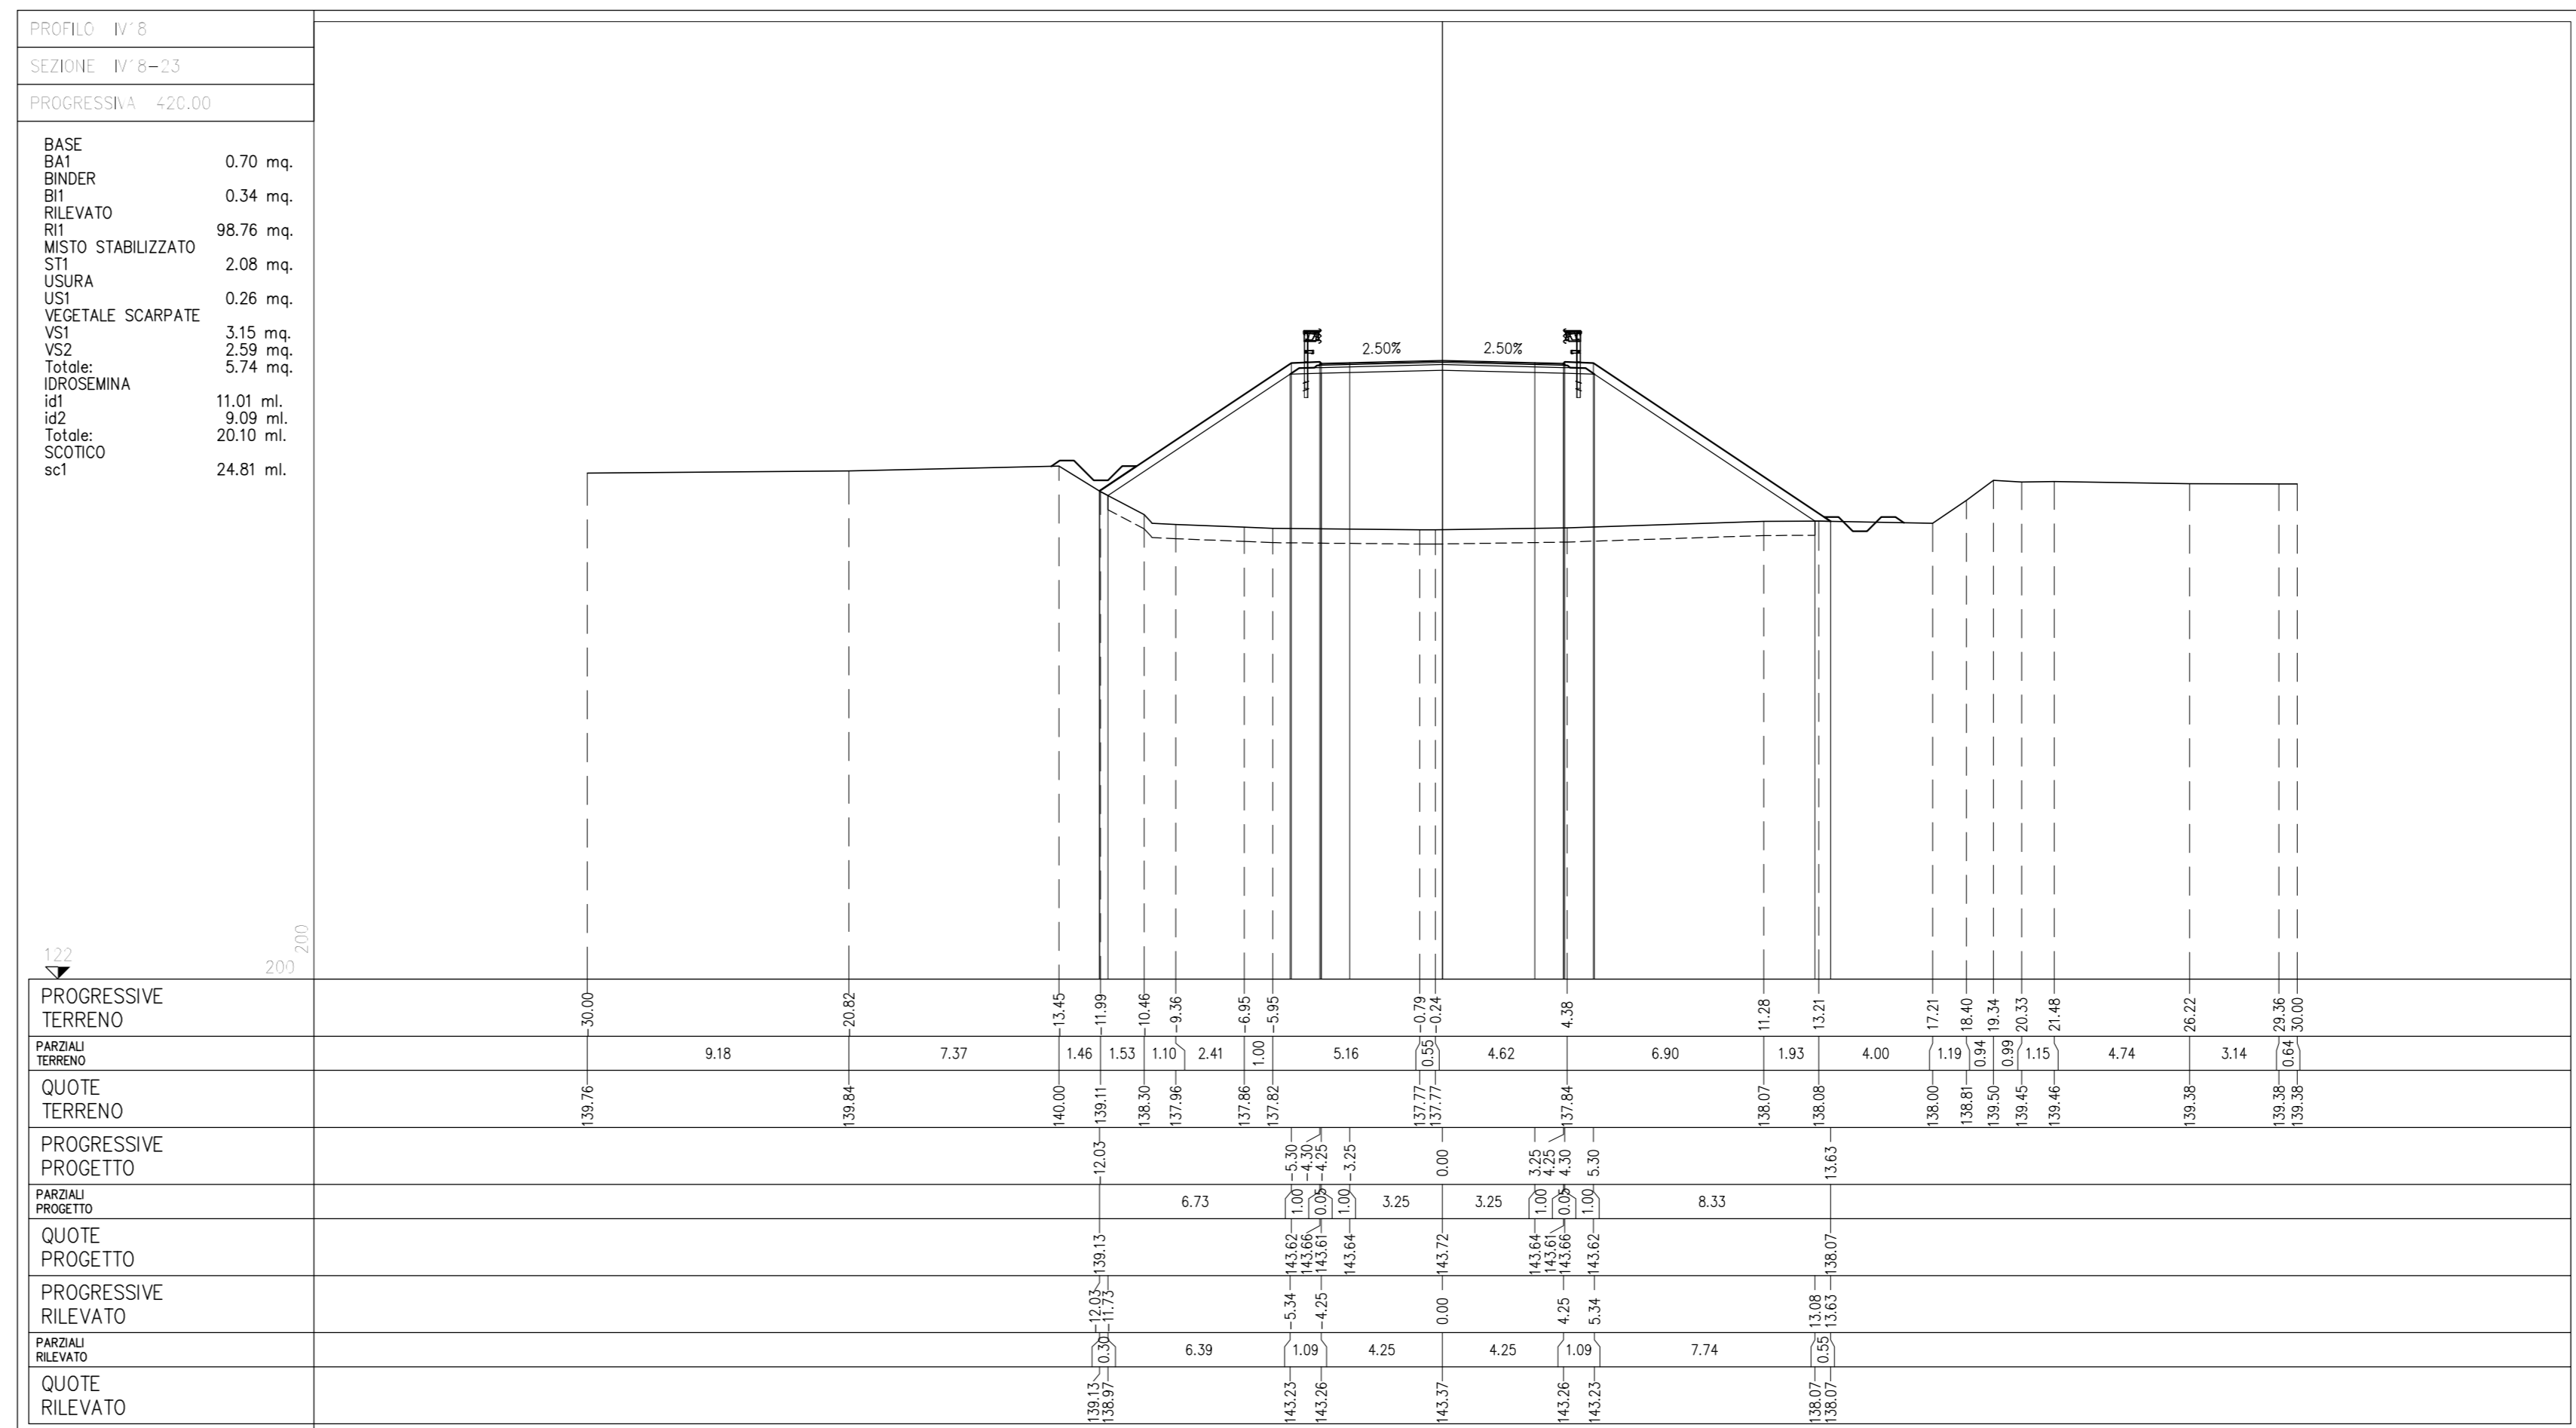 PROFILO IV18
SEZIONE IV18-23
PROGRESSIVA 420.00
BASE
BA1 0.70 mq.
BINDER
BI1 0.34 mq.
RILEVATO
RI1 98.76 mq.
MISTO STABILIZZATO
ST1 2.08 mq.
USURA
US1 0.26 mq.
VEGETALE SCARPATE
VS1 3.15 mq.
VS2 2.59 mq.
Totale: 5.74 mq.
IDROSEMINA
id1 11.01 ml.
id2 9.09 ml.
Totale: 20.10 ml.
SCOTICO
sc1 24.81 ml.
2.50% 2.50%
122 200 200
PROGRESSIVE TERRENO -30.00 -20.82 -13.45 -11.99 -10.46 -9.36 -6.95 -5.95 -0.79 -0.24 4.38 11.28 13.21 17.21 18.40 19.34 20.33 21.48 26.22 29.36 30.00
PARZIALI TERRENO 9.18 7.37 1.46 1.53 1.10 2.41 1.00 5.16 0.55 4.62 6.90 1.93 4.00 1.19 0.94 0.99 1.15 4.74 3.14 0.64
QUOTE TERRENO 139.76 139.84 140.00 139.11 138.30 137.96 137.86 137.82 137.77 137.77 137.84 138.07 138.08 138.00 138.81 139.50 139.45 139.46 139.38 139.38 139.38
PROGRESSIVE PROGETTO -12.03 -5.30 -4.30 -4.25 -3.25 0.00 3.25 4.25 4.30 5.30 13.63
PARZIALI PROGETTO 6.73 1.00 0.05 1.00 3.25 3.25 1.00 0.05 1.00 8.33
QUOTE PROGETTO 139.13 143.62 143.66 143.61 143.64 143.72 143.64 143.61 143.66 143.62 138.07
PROGRESSIVE RILEVATO -12.03 -11.73 -5.34 -4.25 0.00 4.25 5.34 13.08 13.63
PARZIALI RILEVATO 0.30 6.39 1.09 4.25 4.25 1.09 7.74 0.55
QUOTE RILEVATO 139.13 138.97 143.23 143.26 143.37 143.26 143.23 138.07 138.07